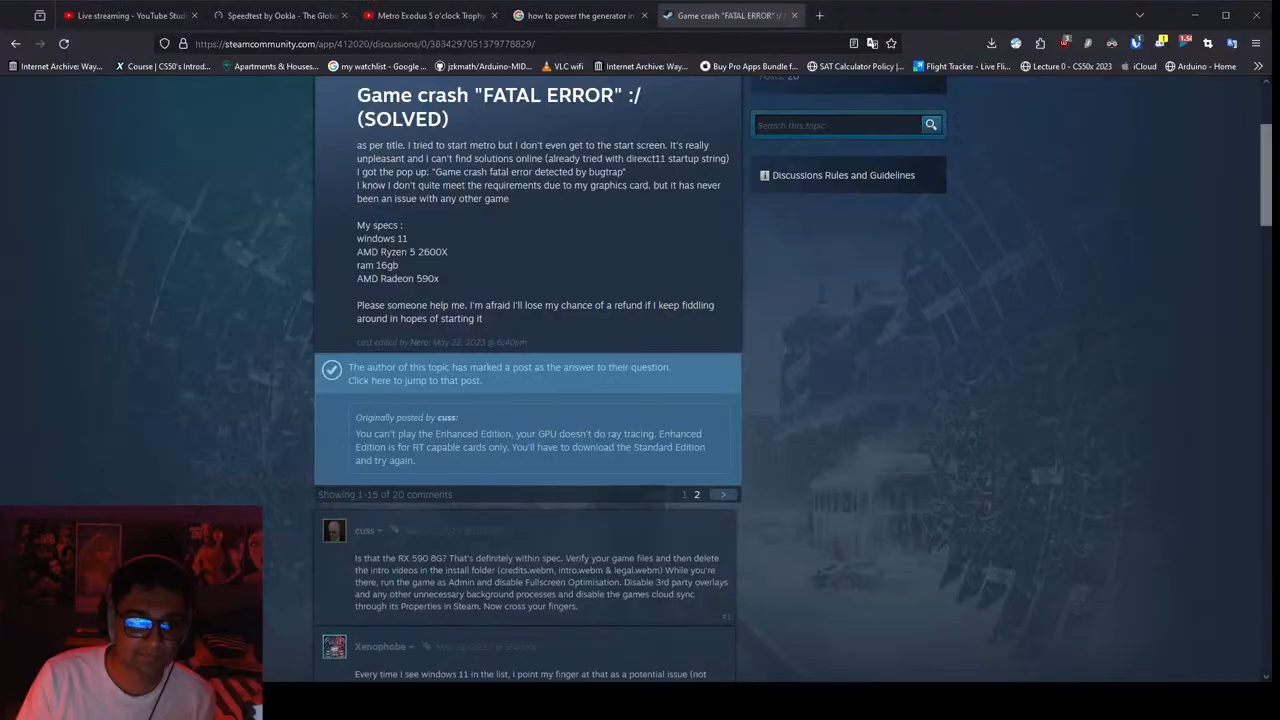 Live streaming - YouTube Stud
Speedtest by Ookla - The Globa
Metro Exodus 5 o'clock Trophy
how to power the generator in
Game crash "FATAL ERROR" :/
https://steamcommunity.com/app/412020/discussions/0/3834297051379778829/
Internet Archive: Way...
Course | CS50's Introd...
Apartments & Houses...
my watchlist - Google ...
jzkmath/Arduino-MID...
VLC wifi
Internet Archive: Way...
Buy Pro Apps Bundle f...
SAT Calculator Policy |...
Flight Tracker - Live Fli...
Lecture 0 - CS50x 2023
iCloud
Arduino - Home
Game crash "FATAL ERROR" :/
(SOLVED)
as per title. I tried to start metro but I don't even get to the start screen. It's really
unpleasant and I can't find solutions online (already tried with direxct11 startup string)
I got the pop up: "Game crash fatal error detected by bugtrap"
I know I don't quite meet the requirements due to my graphics card, but it has never
been an issue with any other game
My specs :
windows 11
AMD Ryzen 5 2600X
ram 16gb
AMD Radeon 590x
Please someone help me. I'm afraid I'll lose my chance of a refund if I keep fiddling
around in hopes of starting it
Last edited by Nero; May 22, 2023 @ 6:40pm
Search this topic
Discussions Rules and Guidelines
The author of this topic has marked a post as the answer to their question.
Click here to jump to that post.
Originally posted by cuss:
You can't play the Enhanced Edition, your GPU doesn't do ray tracing. Enhanced
Edition is for RT capable cards only. You'll have to download the Standard Edition
and try again.
Showing 1-15 of 20 comments
1 2 >
cuss
Is that the RX 590 8G? That's definitely within spec. Verify your game files and then delete
the intro videos in the install folder (credits.webm, intro.webm & legal.webm) While you're
there, run the game as Admin and disable Fullscreen Optimisation. Disable 3rd party overlays
and any other unnecessary background processes and disable the games cloud sync
through its Properties in Steam. Now cross your fingers.
#1
Xenophobe
Every time I see windows 11 in the list, I point my finger at that as a potential issue (not